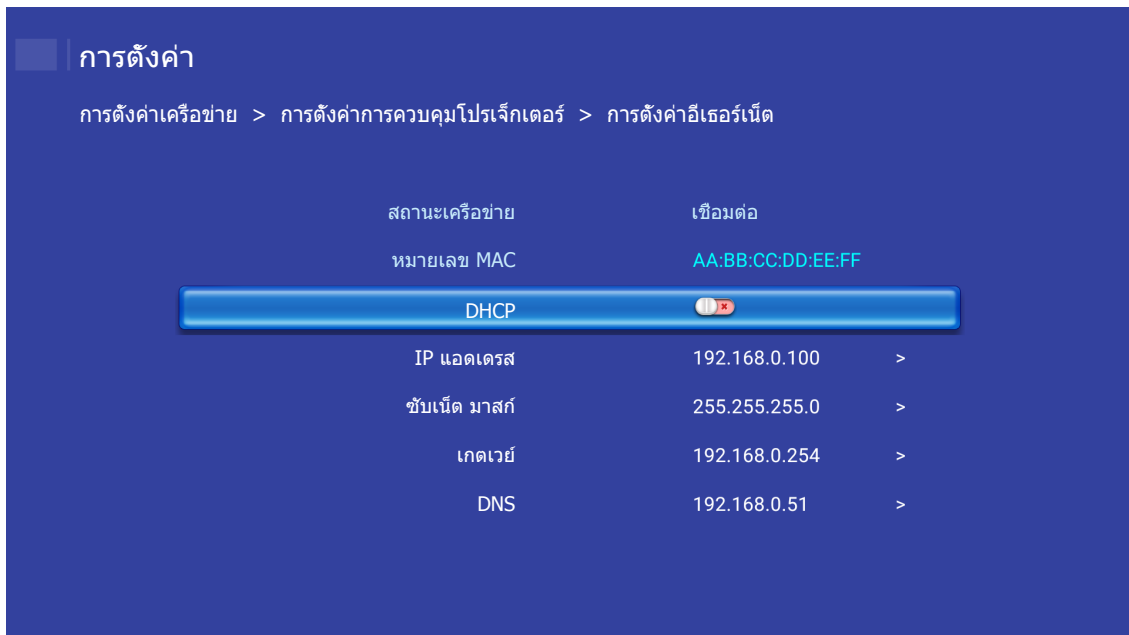 การตั้งค่า
การตั้งค่าเครือข่าย > การตั้งค่าการควบคุมโปรเจ็กเตอร์ > การตั้งค่าอีเธอร์เน็ต
สถานะเครือข่าย เชื่อมต่อ
หมายเลข MAC AA:BB:CC:DD:EE:FF
DHCP
IP แอดเดรส 192.168.0.100 >
ซับเน็ต มาสก์ 255.255.255.0 >
เกตเวย์ 192.168.0.254 >
DNS 192.168.0.51 >